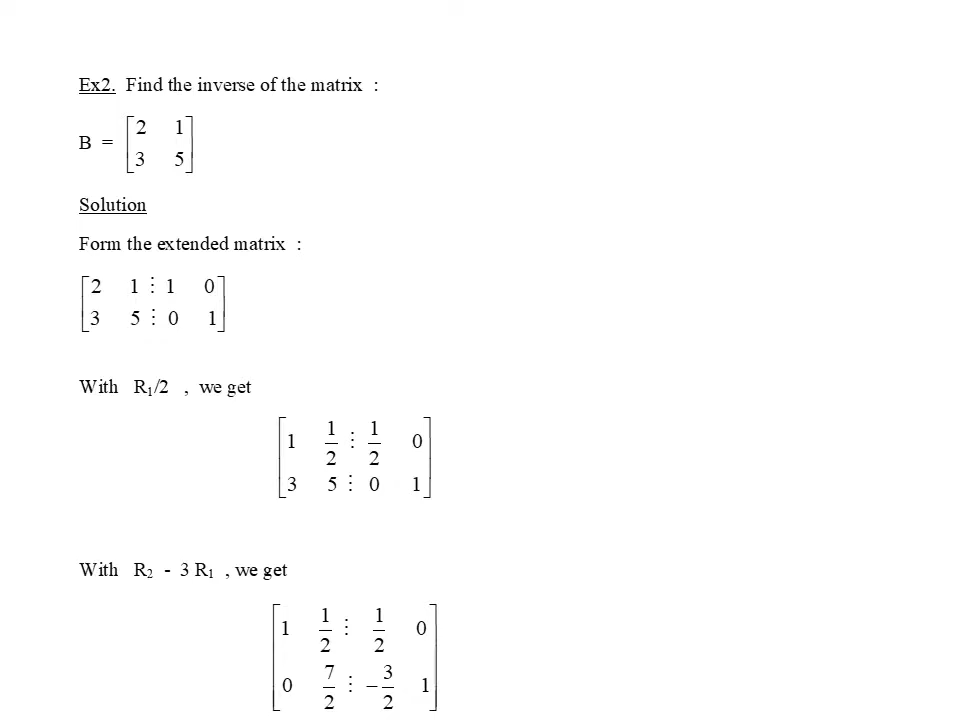 Ex2. Find the inverse of the matrix :
B = [2 1
3 5]
Solution
Form the extended matrix :
[2 1 ⋮ 1 0
3 5 ⋮ 0 1]
With R₁/2 , we get
[1 1/2 ⋮ 1/2 0
3 5 ⋮ 0 1]
With R₂ - 3 R₁ , we get
[1 1/2 ⋮ 1/2 0
0 7/2 ⋮ −3/2 1]